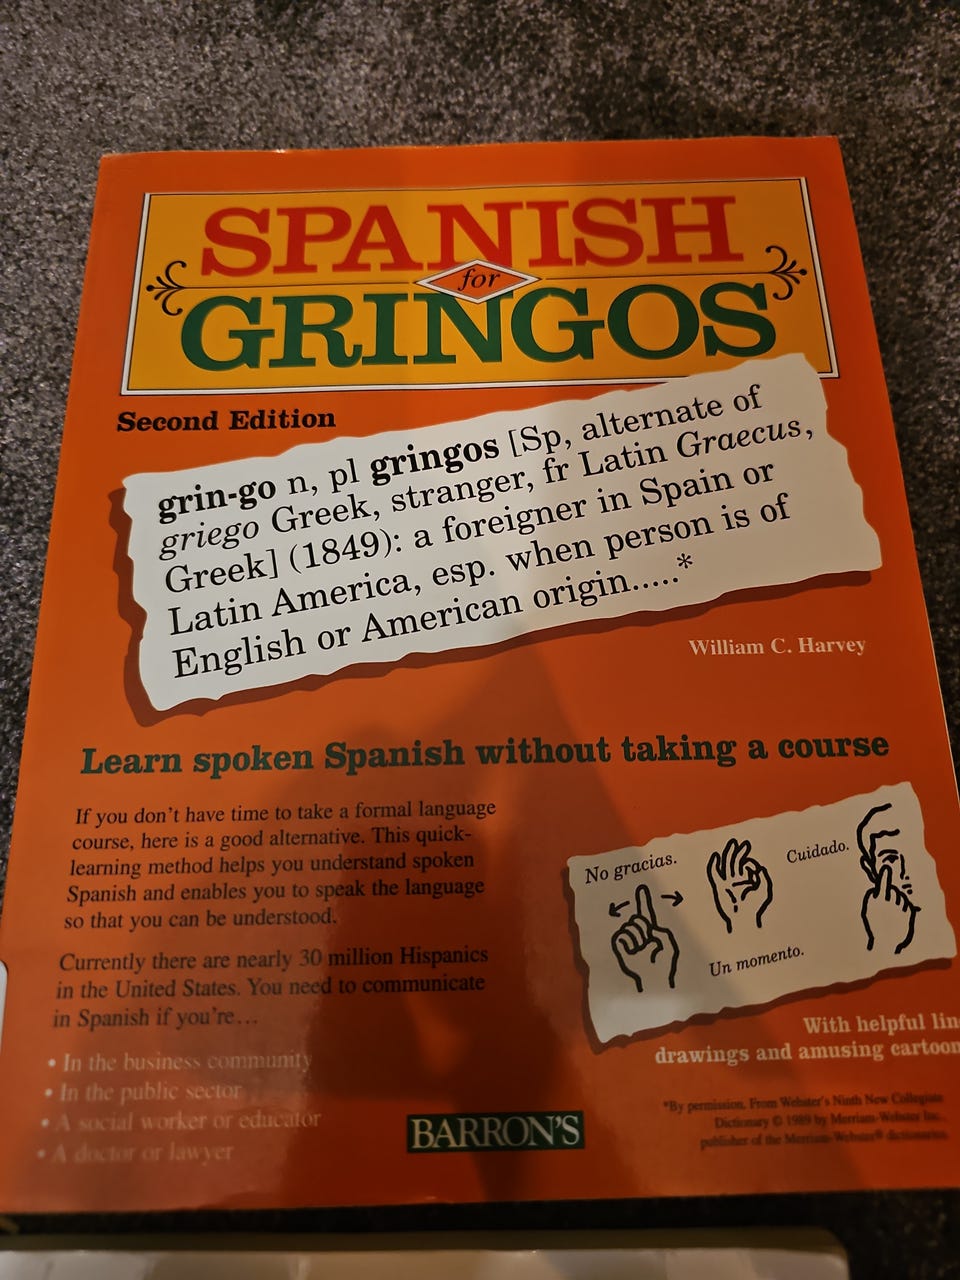 SPANISH
for
GRINGOS
Second Edition
grin-go n, pl gringos [Sp, alternate of
griego Greek, stranger, fr Latin Graecus,
Greek] (1849): a foreigner in Spain or
Latin America, esp. when person is of
English or American origin.....*
William C. Harvey
Learn spoken Spanish without taking a course
If you don't have time to take a formal language
course, here is a good alternative. This quick-
learning method helps you understand spoken
Spanish and enables you to speak the language
so that you can be understood.
Currently there are nearly 30 million Hispanics
in the United States. You need to communicate
in Spanish if you're...
• In the business community
• In the public sector
• A social worker or educator
• A doctor or lawyer
No gracias.
Cuidado.
Un momento.
With helpful lin
drawings and amusing cartoon
*By permission. From Webster's Ninth New Collegiate
Dictionary © 1989 by Merriam-Webster Inc.,
publisher of the Merriam-Webster® dictionaries.
BARRON'S